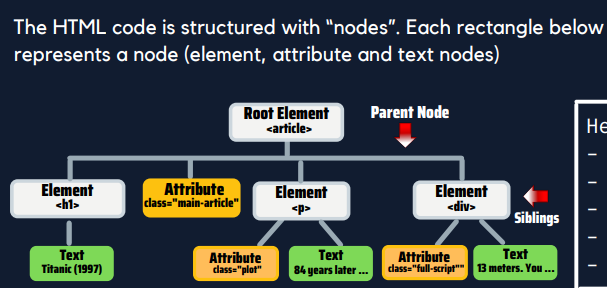 The HTML code is structured with “nodes”. Each rectangle below
represents a node (element, attribute and text nodes)
Root Element
<article>
Parent Node
He
Element
<h1>
Attribute
class="main-article"
Element
<p>
Element
<div>
Siblings
Text
Titanic (1997)
Attribute
class="plot"
Text
84 years later ...
Attribute
class="full-script""
Text
13 meters. You ...
–
–
–
–
–